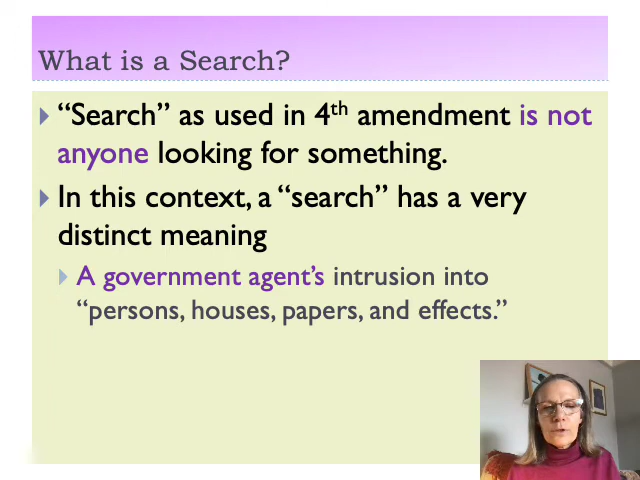 What is a Search?
“Search” as used in 4th amendment is not
anyone looking for something.
In this context, a “search” has a very
distinct meaning
A government agent’s intrusion into
“persons, houses, papers, and effects.”